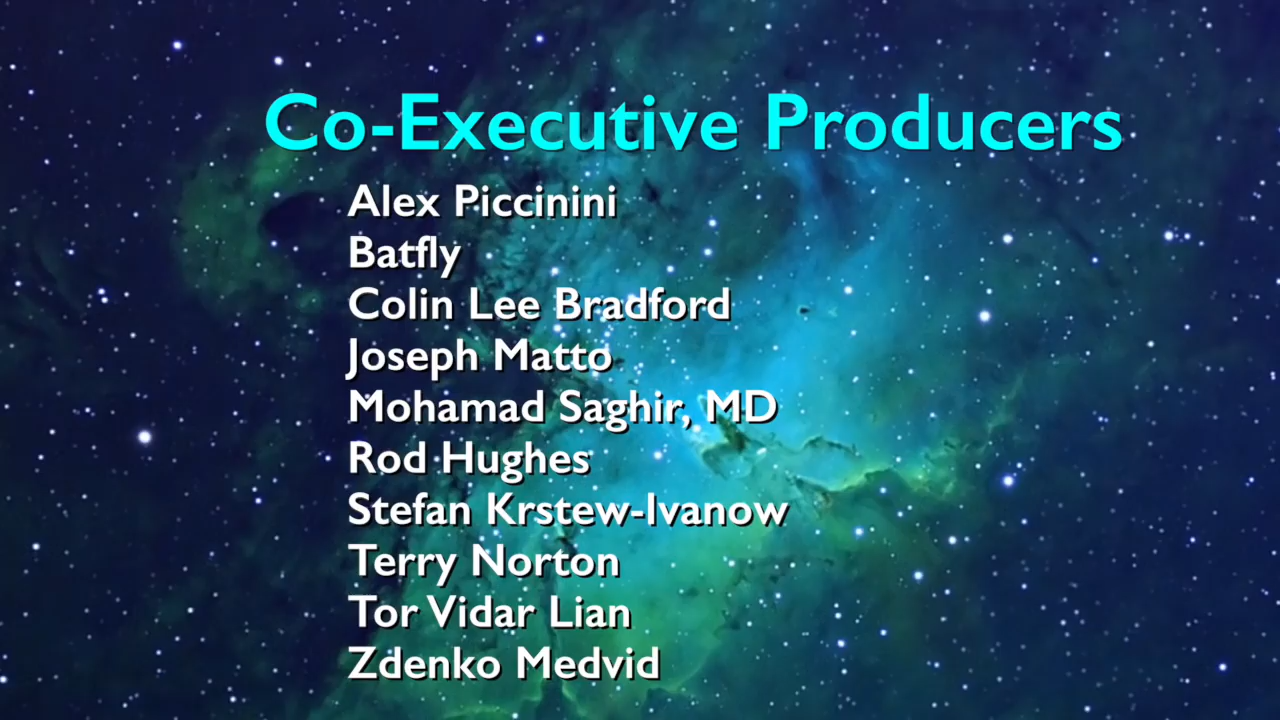 Co-Executive Producers
Alex Piccinini
Batfly
Colin Lee Bradford
Joseph Matto
Mohamad Saghir, MD
Rod Hughes
Stefan Krstew-Ivanow
Terry Norton
Tor Vidar Lian
Zdenko Medvid